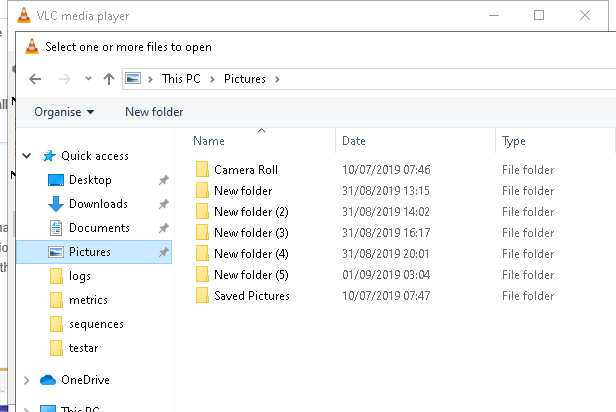 VLC media player
Select one or more files to open
This PC > Pictures >
Organise New folder
Name Date Type
Quick access
Desktop
Downloads
Documents
Pictures
logs
metrics
sequences
testar
OneDrive
This PC
Camera Roll 10/07/2019 07:46 File folder
New folder 31/08/2019 13:15 File folder
New folder (2) 31/08/2019 14:02 File folder
New folder (3) 31/08/2019 16:17 File folder
New folder (4) 31/08/2019 20:01 File folder
New folder (5) 01/09/2019 03:04 File folder
Saved Pictures 10/07/2019 07:47 File folder